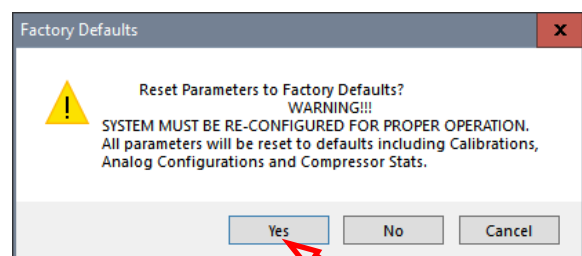 Factory Defaults
Reset Parameters to Factory Defaults?
WARNING!!!
SYSTEM MUST BE RE-CONFIGURED FOR PROPER OPERATION.
All parameters will be reset to defaults including Calibrations,
Analog Configurations and Compressor Stats.
Yes No Cancel